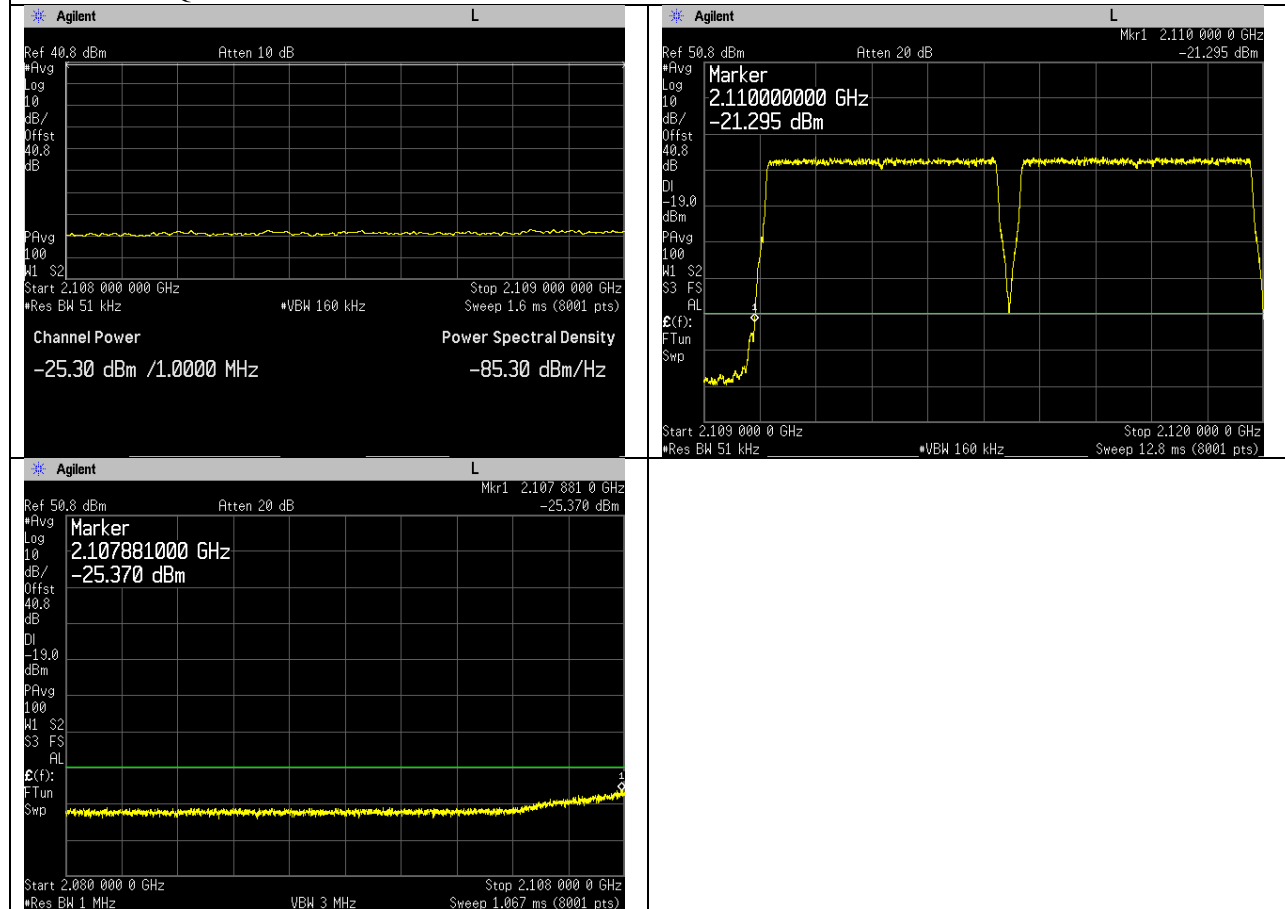 Agilent L
Ref 40.8 dBm Atten 10 dB
#Avg
Log
10
dB/
Offst
40.8
dB
PAvg
100
W1 S2
Start 2.108 000 000 GHz Stop 2.109 000 000 GHz
#Res BW 51 kHz #VBW 160 kHz Sweep 1.6 ms (8001 pts)
Channel Power Power Spectral Density
-25.30 dBm /1.0000 MHz -85.30 dBm/Hz
Agilent L
Mkr1 2.110 000 0 GHz
Ref 50.8 dBm Atten 20 dB -21.295 dBm
#Avg
Log
10
dB/
Offst
40.8
dB
DI
-19.0
dBm
PAvg
100
W1 S2
S3 FS
AL
£(f):
FTun
Swp
Marker
2.110000000 GHz
-21.295 dBm
1
Start 2.109 000 0 GHz Stop 2.120 000 0 GHz
#Res BW 51 kHz #VBW 160 kHz Sweep 12.8 ms (8001 pts)
Agilent L
Mkr1 2.107 881 0 GHz
Ref 50.8 dBm Atten 20 dB -25.370 dBm
#Avg
Log
10
dB/
Offst
40.8
dB
DI
-19.0
dBm
PAvg
100
W1 S2
S3 FS
AL
£(f):
FTun
Swp
Marker
2.107881000 GHz
-25.370 dBm
1
Start 2.080 000 0 GHz Stop 2.108 000 0 GHz
#Res BW 1 MHz VBW 3 MHz Sweep 1.067 ms (8001 pts)